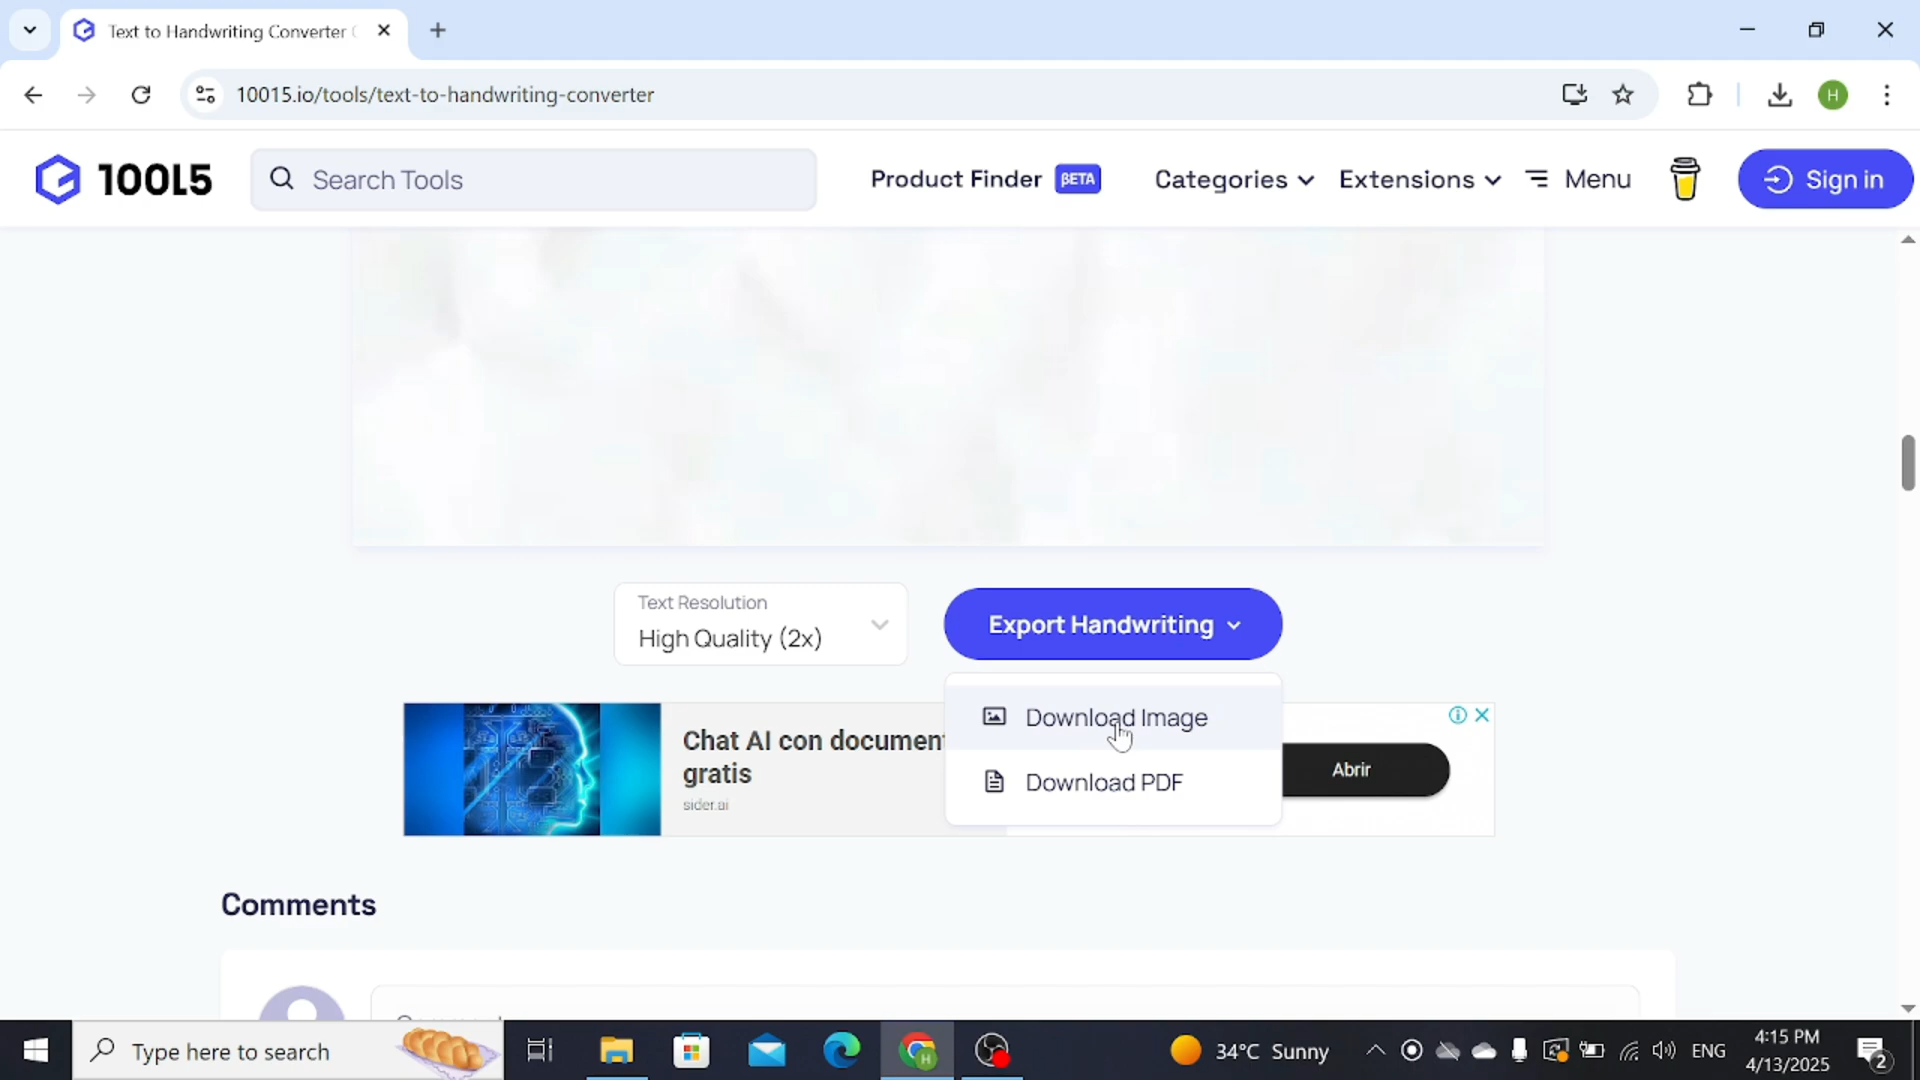 Text to Handwriting Converter
10015.io/tools/text-to-handwriting-converter
H
10015
Search Tools
Product Finder BETA
Categories
Extensions
Menu
Sign in
Text Resolution
High Quality (2x)
Export Handwriting
Download Image
Download PDF
Chat AI con document
gratis
sider.ai
Abrir
Comments
Type here to search
H
34°C Sunny
ENG
4:15 PM
4/13/2025
2